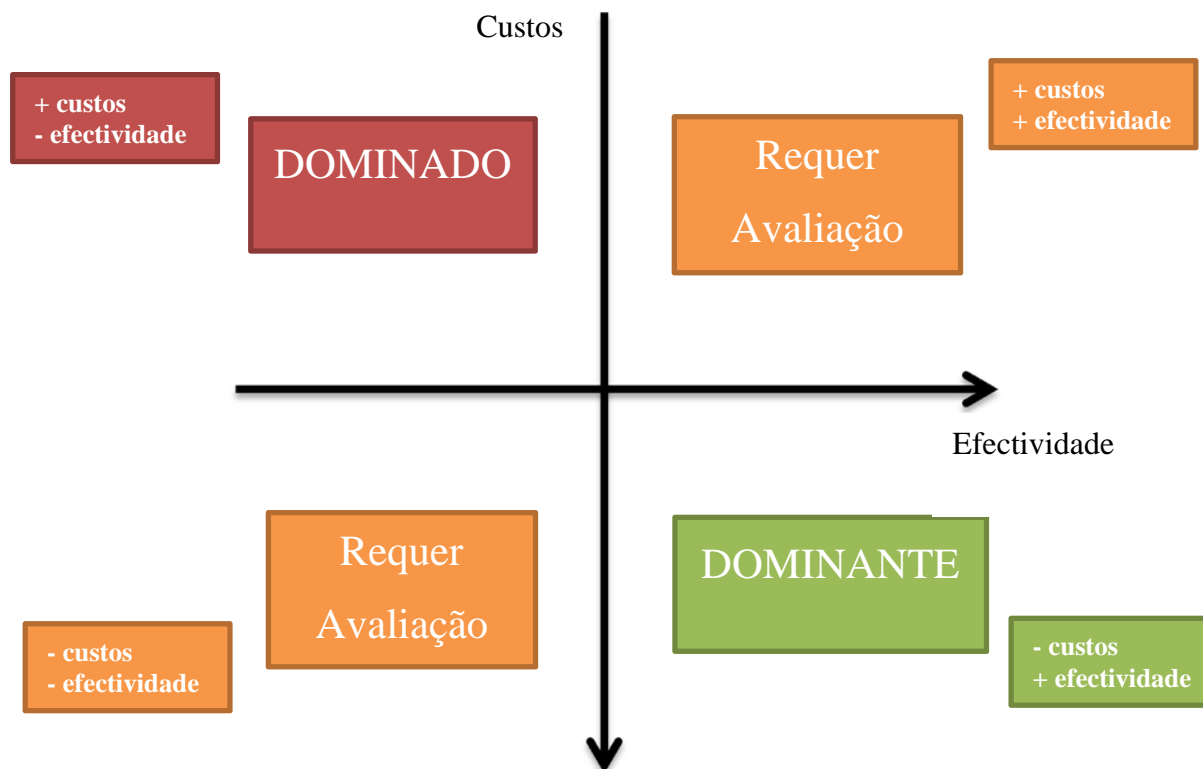 Custos
+ custos
- efectividade
DOMINADO
Requer
Avaliação
+ custos
+ efectividade
Efectividade
Requer
Avaliação
- custos
- efectividade
DOMINANTE
- custos
+ efectividade